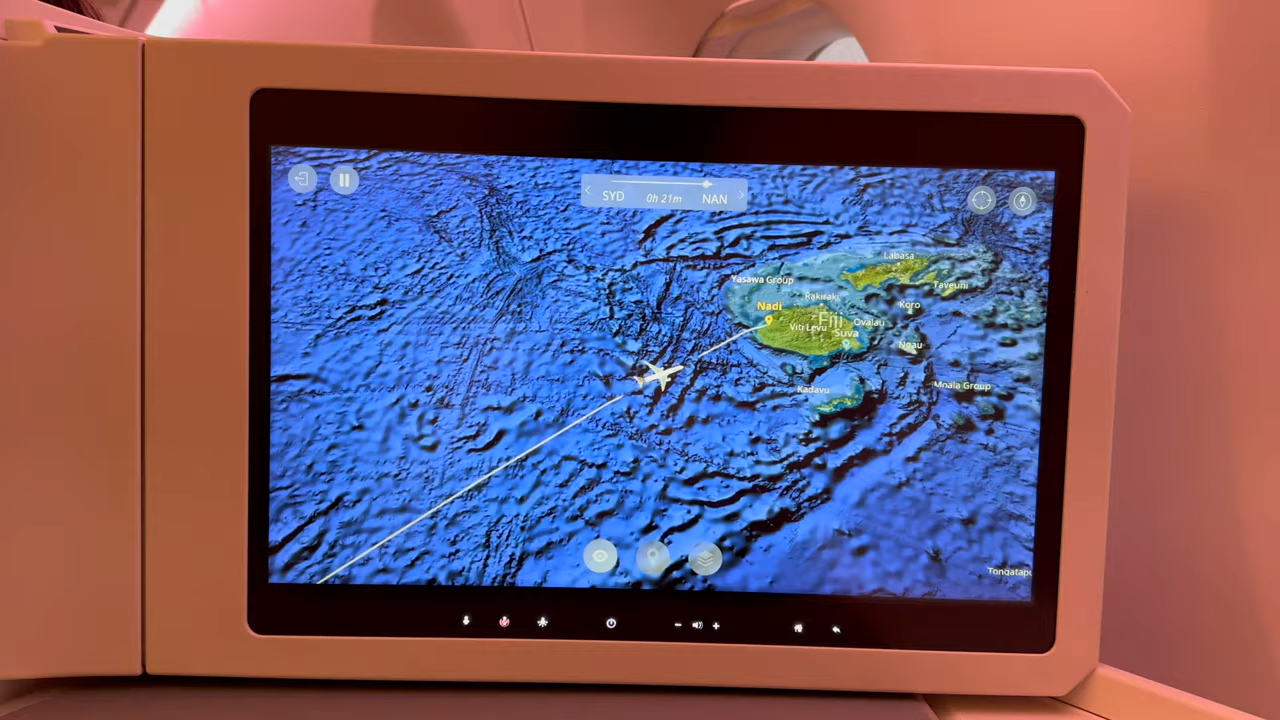 SYD 0h 21m NAN
Labasa
Yasawa Group
Taveuni
Rakiraki
Koro
Nadi
Fiji
Ovalau
Viti Levu
Suva
Ngau
Moala Group
Kadavu
Tongatapu